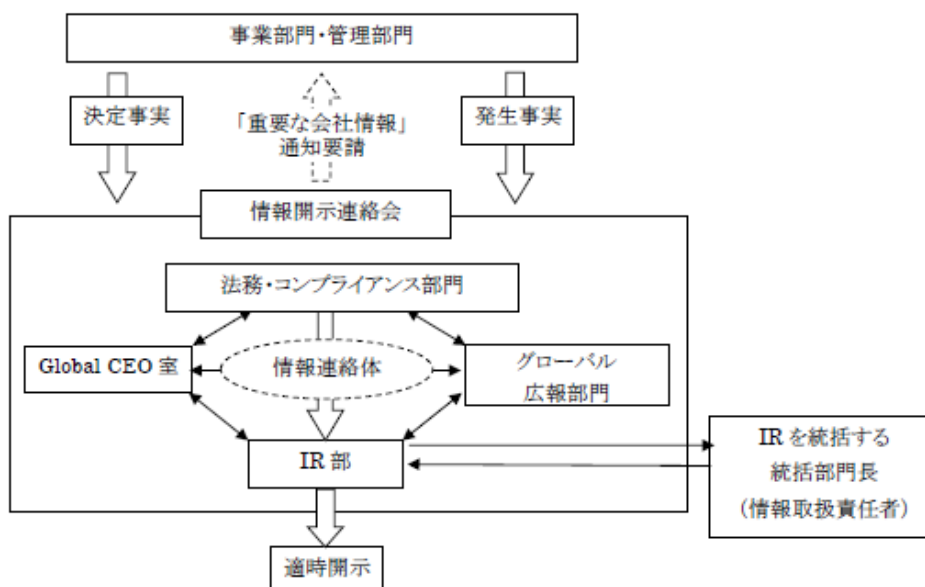 事業部門・管理部門
決定事実
「重要な会社情報」
通知要請
発生事実
情報開示連絡会
法務・コンプライアンス部門
Global CEO 室
情報連絡体
グローバル
広報部門
IR 部
IR を統括する
統括部門長
（情報取扱責任者）
適時開示